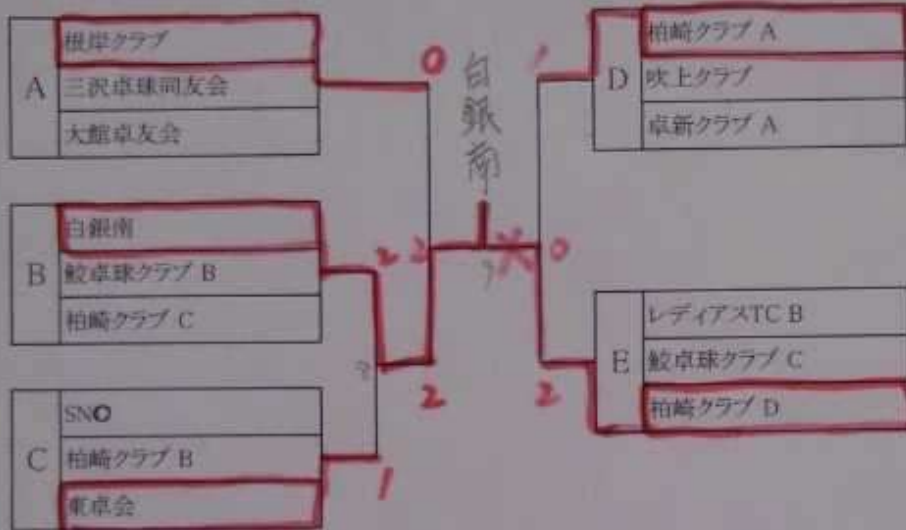 A
根岸クラブ
三沢卓球同友会
大館卓友会
B
白銀南
鮫卓球クラブ B
柏崎クラブ C
C
SNO
柏崎クラブ B
東卓会
0
2
2
2
1
白銀南
1
0
2
D
柏崎クラブ A
吹上クラブ
卓新クラブ A
E
レディアスTC B
鮫卓球クラブ C
柏崎クラブ D